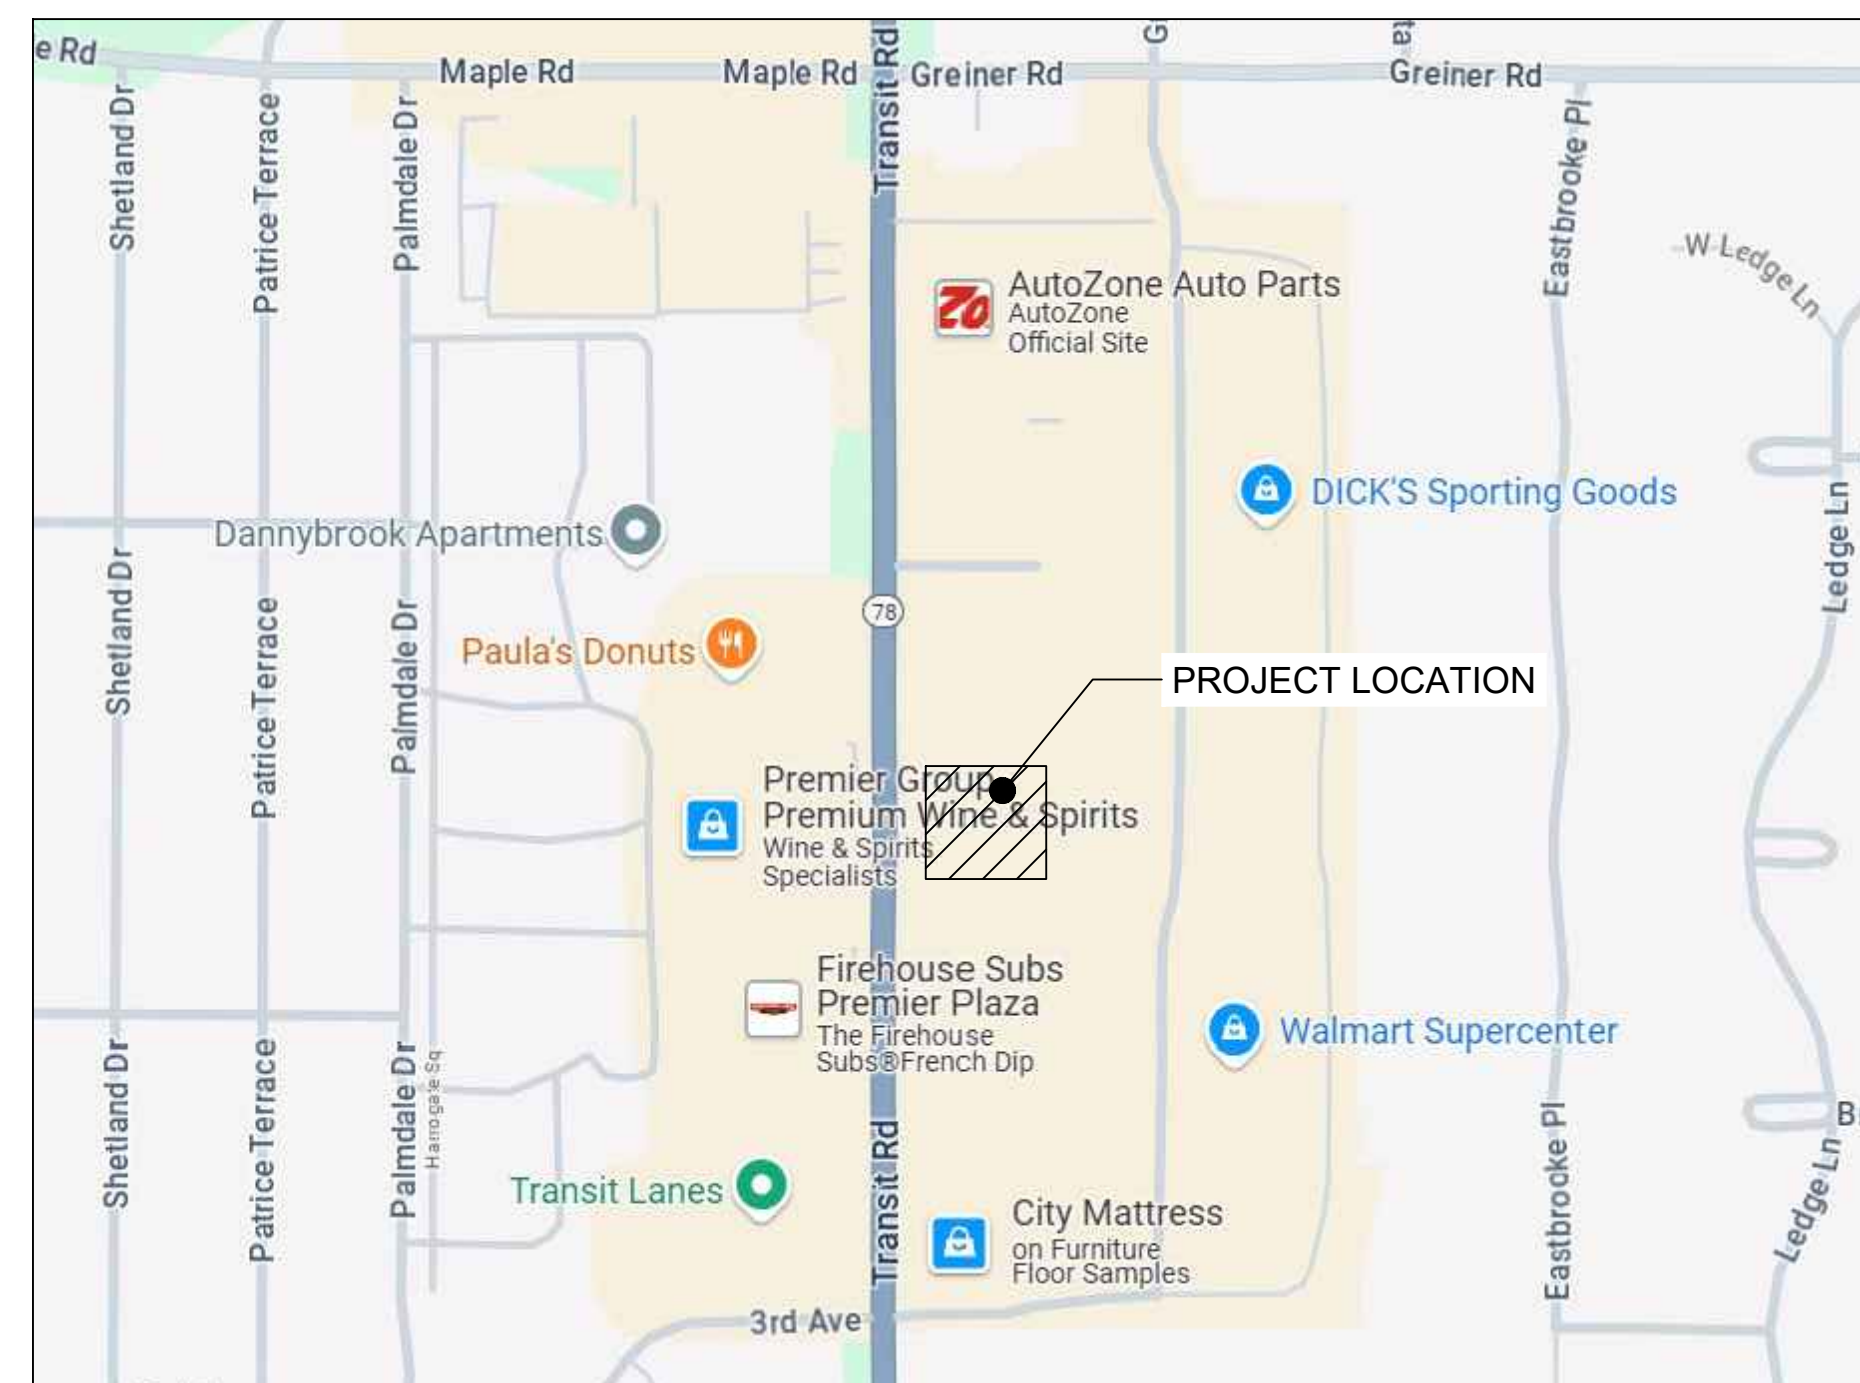 e Rd
Maple Rd
Maple Rd
Transit Rd
Greiner Rd
G
ta
Greiner Rd
Shetland Dr
Patrice Terrace
Palmdale Dr
Eastbrooke Pl
W Ledge Ln
AutoZone Auto Parts
AutoZone
Official Site
Zo
DICK'S Sporting Goods
Dannybrook Apartments
Ledge Ln
78
Shetland Dr
Patrice Terrace
Palmdale Dr
Paula's Donuts
PROJECT LOCATION
Premier Group
Premium Wine & Spirits
Wine & Spirits
Specialists
Firehouse Subs
Premier Plaza
The Firehouse
Subs®French Dip
Walmart Supercenter
Shetland Dr
Patrice Terrace
Palmdale Dr
Harrogate Sq
Eastbrooke Pl
B
Ledge Ln
Transit Lanes
Transit Rd
City Mattress
on Furniture
Floor Samples
3rd Ave